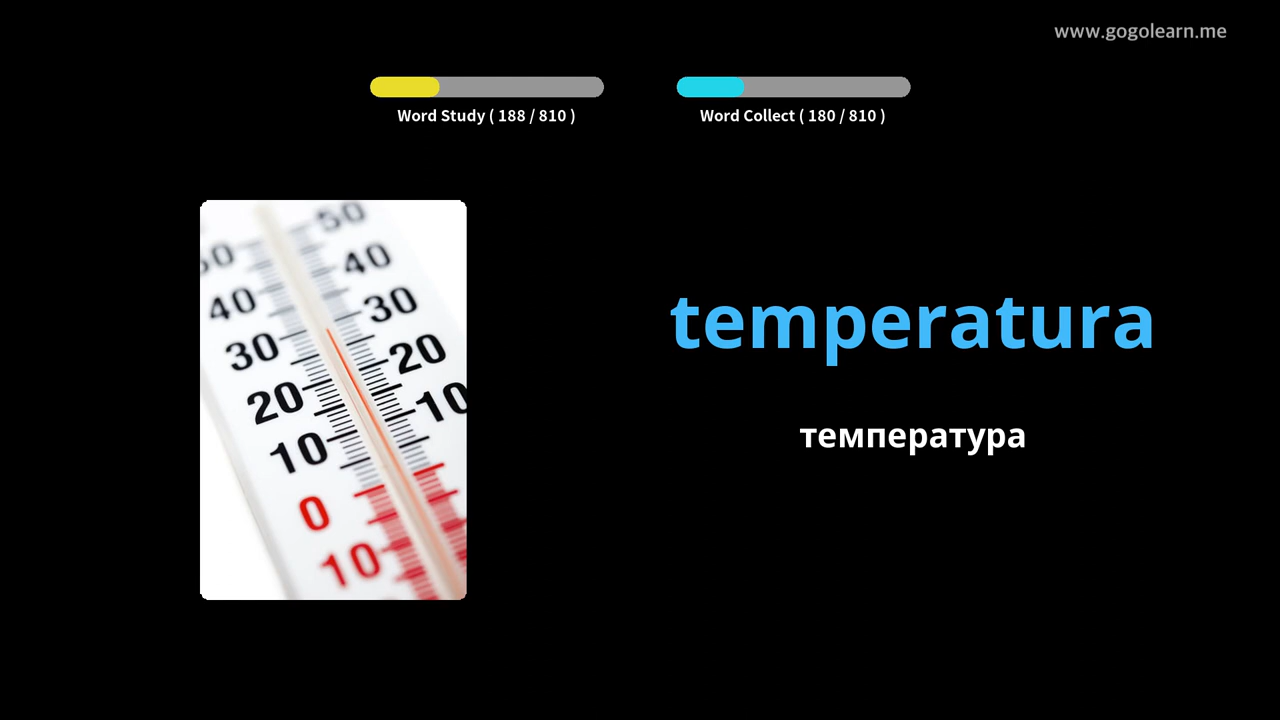 www.gogolearn.me
Word Study ( 188 / 810 )
Word Collect ( 180 / 810 )
50
50
40
40
30
30
20
20
10
10
0
10
temperatura
температура